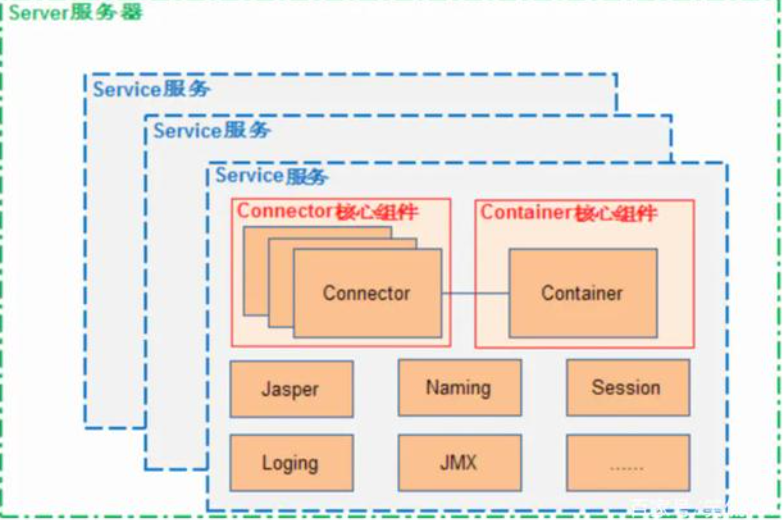 Server服务器
Service服务
Service服务
Service服务
Connector核心组件
Container核心组件
Connector
Container
Jasper
Naming
Session
Loging
JMX
......